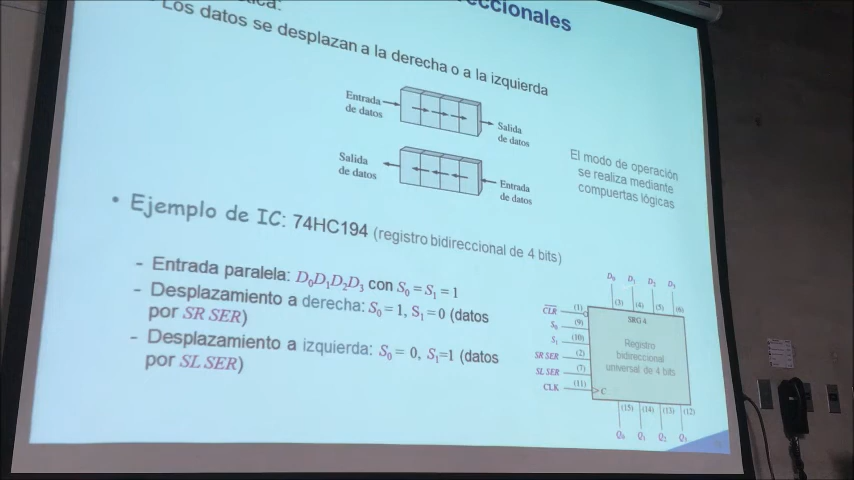 Los datos se desplazan a la derecha o a la izquierda
Entrada
de datos
Salida
de datos
Salida
de datos
Entrada
de datos
El modo de operación
se realiza mediante
compuertas lógicas
• Ejemplo de IC: 74HC194 (registro bidireccional de 4 bits)
- Entrada paralela: D₀D₁D₂D₃ con S₀ = S₁ = 1
- Desplazamiento a derecha: S₀ = 1, S₁ = 0 (datos
por SR SER)
- Desplazamiento a izquierda: S₀ = 0, S₁=1 (datos
por SL SER)
D₀ D₁ D₂ D₃
(3) (4) (5) (6)
CLR (1)
S₀ (9)
S₁ (10)
SR SER (2)
SL SER (7)
CLK (11)
SRG 4
Registro
bidireccional
universal de 4 bits
C
(15) (14) (13) (12)
Q₀ Q₁ Q₂ Q₃